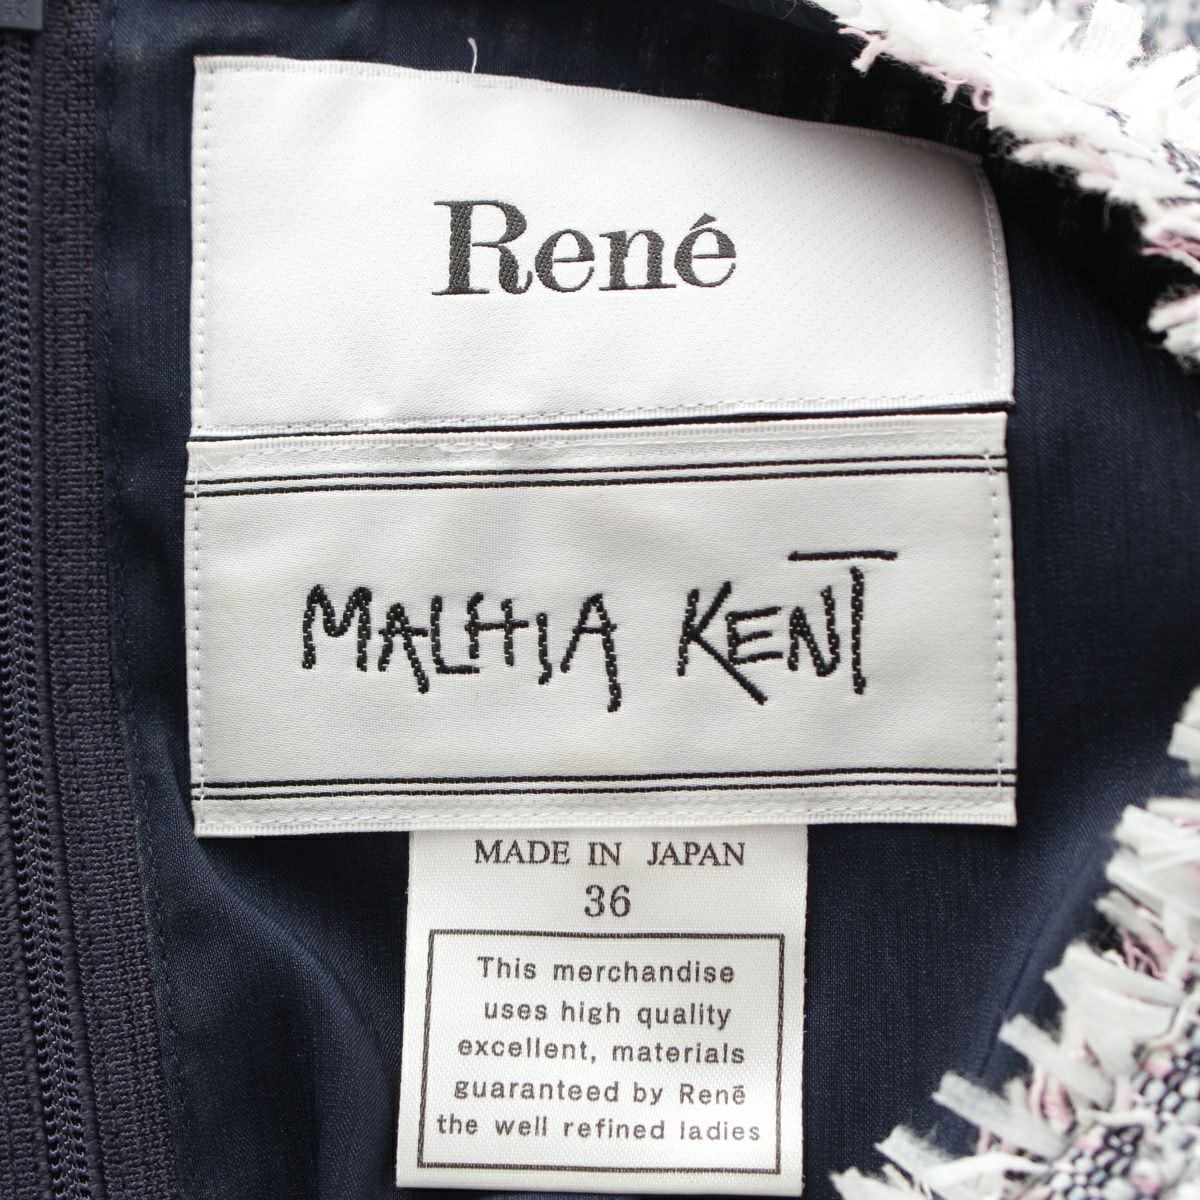 René
MALHIA KENT
MADE IN JAPAN
36
This merchandise
uses high quality
excellent, materials
guaranteed by Renē
the well refined ladies